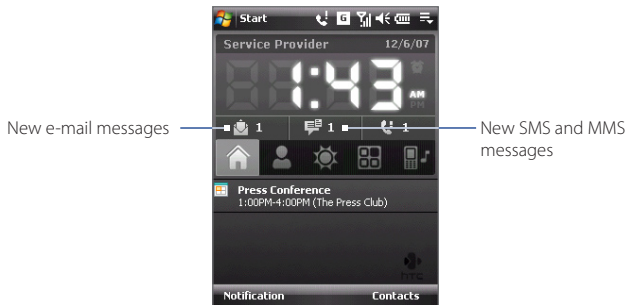 Start
Service Provider 12/6/07
1:43 AM
PM
New e-mail messages
1 1 1
New SMS and MMS
messages
Press Conference
1:00PM-4:00PM (The Press Club)
hTC
Notification Contacts